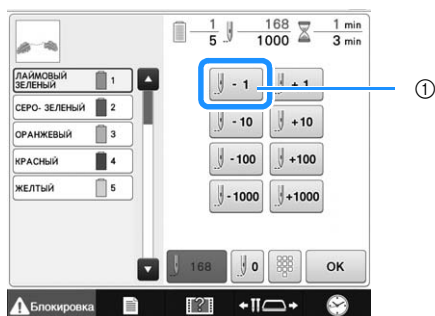 1
5
168
1000
1 min
3 min
ЛАЙМОВЫЙ
ЗЕЛЕНЫЙ 1
СЕРО- ЗЕЛЕНЫЙ 2
ОРАНЖЕВЫЙ 3
КРАСНЫЙ 4
ЖЕЛТЫЙ 5
- 1 + 1
①
- 10 +10
-100 +100
-1000 +1000
168 0 OK
Блокировка